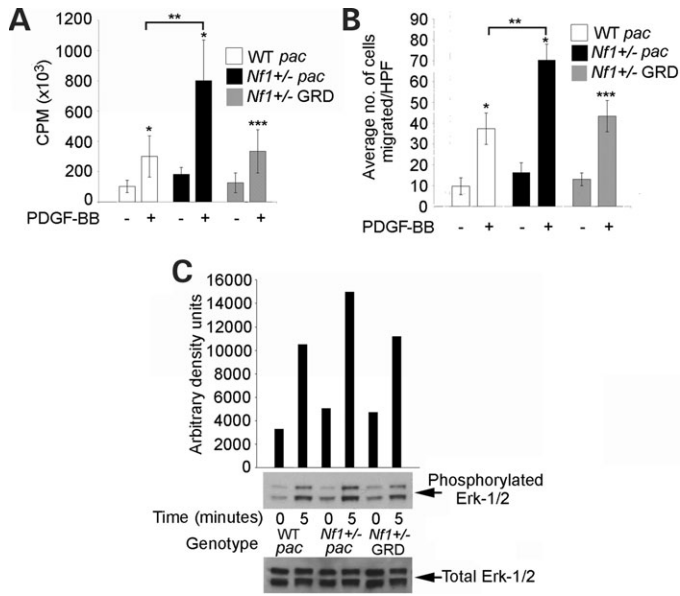 A
CPM (x10³)
1200
1000
800
600
400
200
0
**
*
*
***
WT pac
Nf1+/- pac
Nf1+/- GRD
PDGF-BB - + - + - +
B
Average no. of cells
migrated/HPF
90
80
70
60
50
40
30
20
10
0
**
*
*
***
WT pac
Nf1+/- pac
Nf1+/- GRD
PDGF-BB - + - + - +
C
Arbitrary density units
16000
14000
12000
10000
8000
6000
4000
2000
0
Phosphorylated
Erk-1/2
Time (minutes) 0 5 0 5 0 5
Genotype
WT
pac
Nf1+/-
pac
Nf1+/-
GRD
Total Erk-1/2